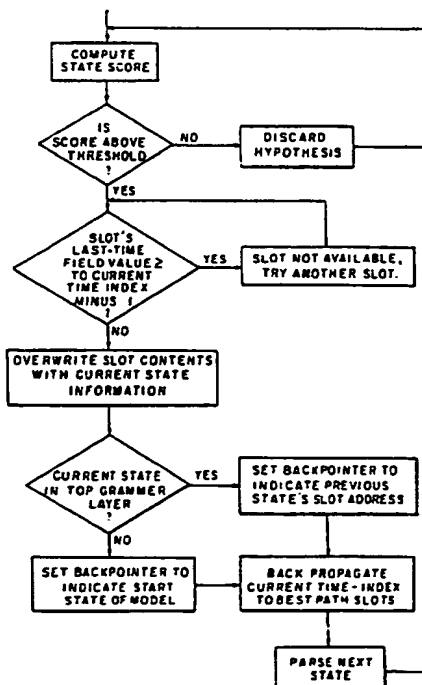 COMPUTE
STATE SCORE
IS
SCORE ABOVE
THRESHOLD
?
NO
DISCARD
HYPOTHESIS
YES
SLOT'S
LAST-TIME
FIELD VALUE ≥
TO CURRENT
TIME INDEX
MINUS 1
?
YES
SLOT NOT AVAILABLE,
TRY ANOTHER SLOT.
NO
OVERWRITE SLOT CONTENTS
WITH CURRENT STATE
INFORMATION
CURRENT STATE
IN TOP GRAMMER
LAYER
?
YES
SET BACKPOINTER TO
INDICATE PREVIOUS
STATE'S SLOT ADDRESS
NO
SET BACKPOINTER TO
INDICATE START
STATE OF MODEL
BACK PROPAGATE
CURRENT TIME-INDEX
TO BEST PATH SLOTS
PARSE NEXT
STATE